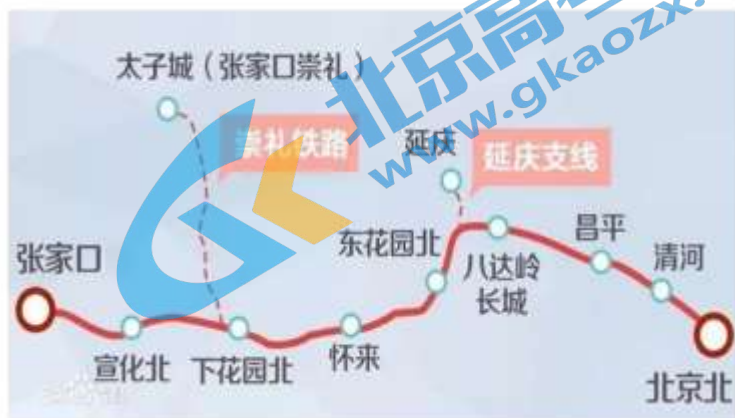 太子城（张家口崇礼）
崇礼铁路
延庆
延庆支线
张家口
东花园北
八达岭
长城
昌平
清河
宣化北
下花园北
怀来
北京北
北京高考
www.gkaozx.